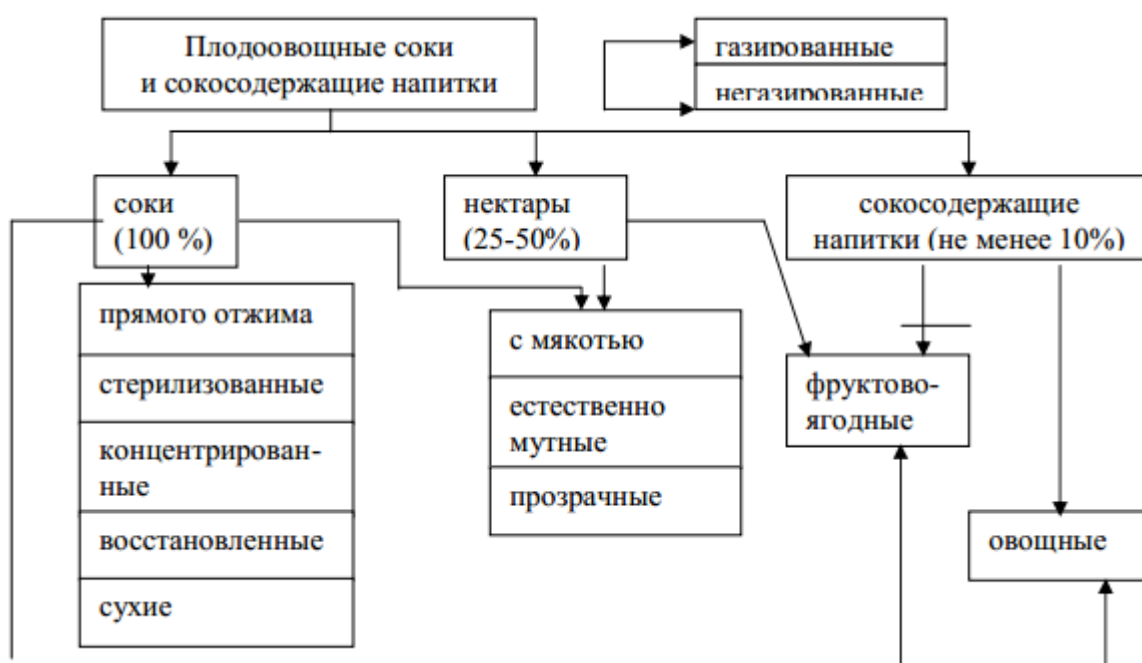 Плодоовощные соки
и сокосодержащие напитки
газированные
негазированные
соки
(100 %)
нектары
(25-50%)
сокосодержащие
напитки (не менее 10%)
прямого отжима
стерилизованные
концентрирован-
ные
восстановленные
сухие
с мякотью
естественно
мутные
прозрачные
фруктово-
ягодные
овощные